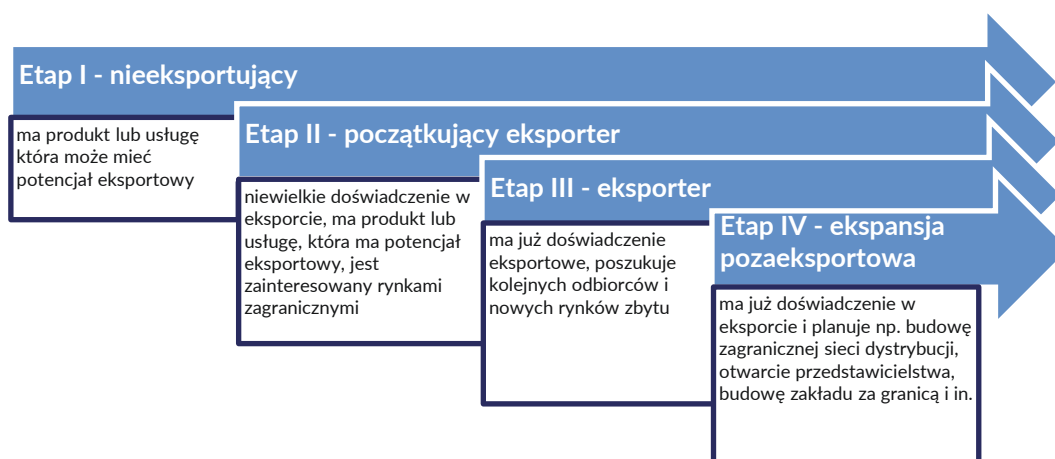 Etap I - nieeksportujący
ma produkt lub usługę
która może mieć
potencjał eksportowy
Etap II - początkujący eksporter
niewielkie doświadczenie w
eksporcie, ma produkt lub
usługę, która ma potencjał
eksportowy, jest
zainteresowany rynkami
zagranicznymi
Etap III - eksporter
ma już doświadczenie
eksportowe, poszukuje
kolejnych odbiorców i
nowych rynków zbytu
Etap IV - ekspansja
pozaeksportowa
ma już doświadczenie w
eksporcie i planuje np. budowę
zagranicznej sieci dystrybucji,
otwarcie przedstawicielstwa,
budowę zakładu za granicą i in.